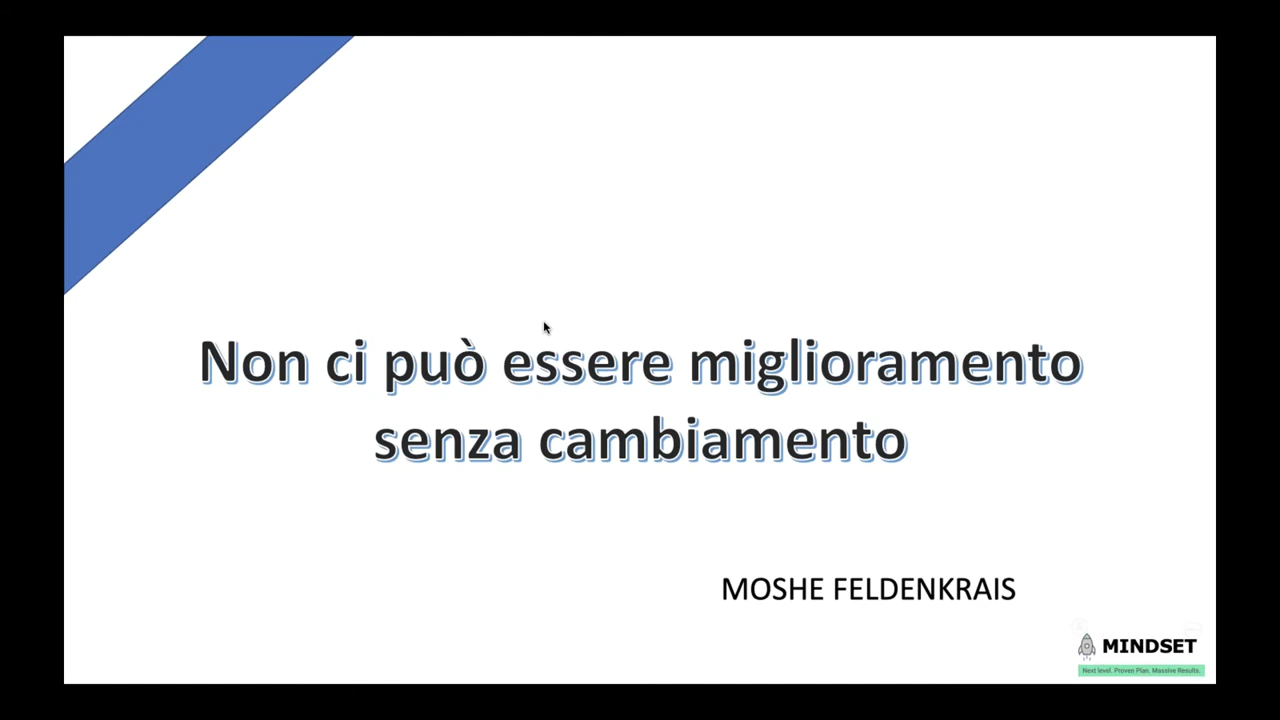 Non ci può essere miglioramento
senza cambiamento
MOSHE FELDENKRAIS
MINDSET
Next level. Proven Plan. Massive Results.